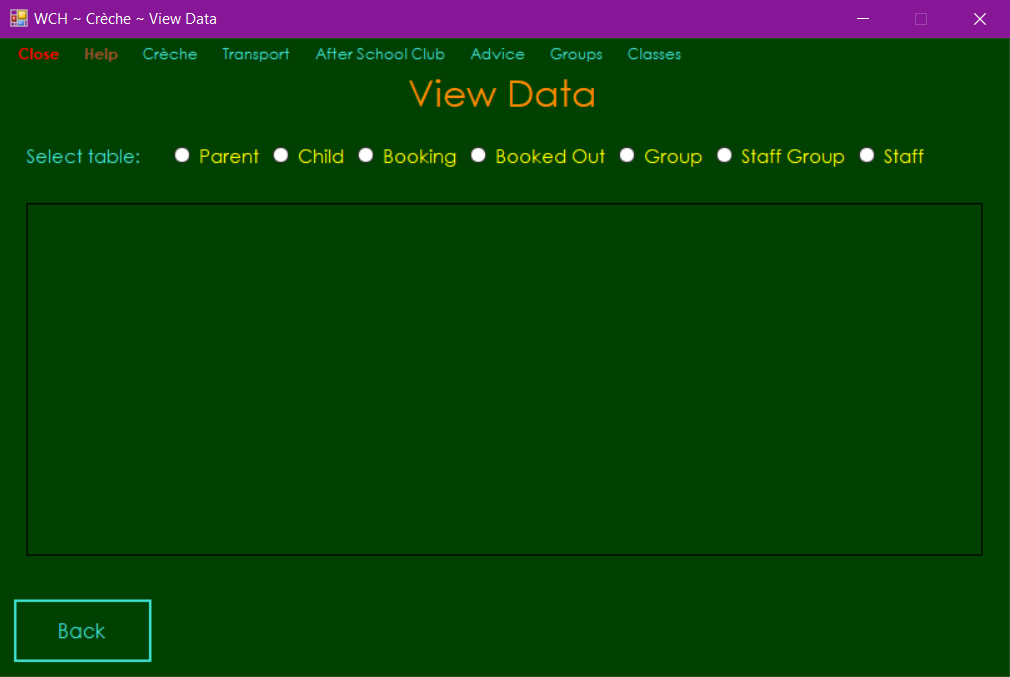 WCH ~ Crèche ~ View Data
Close Help Crèche Transport After School Club Advice Groups Classes
View Data
Select table: Parent Child Booking Booked Out Group Staff Group Staff
Back